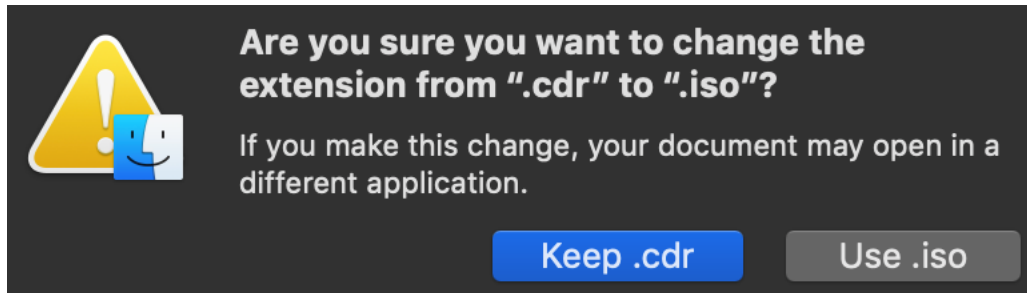 Are you sure you want to change the
extension from “.cdr” to “.iso”?
If you make this change, your document may open in a
different application.
Keep .cdr
Use .iso